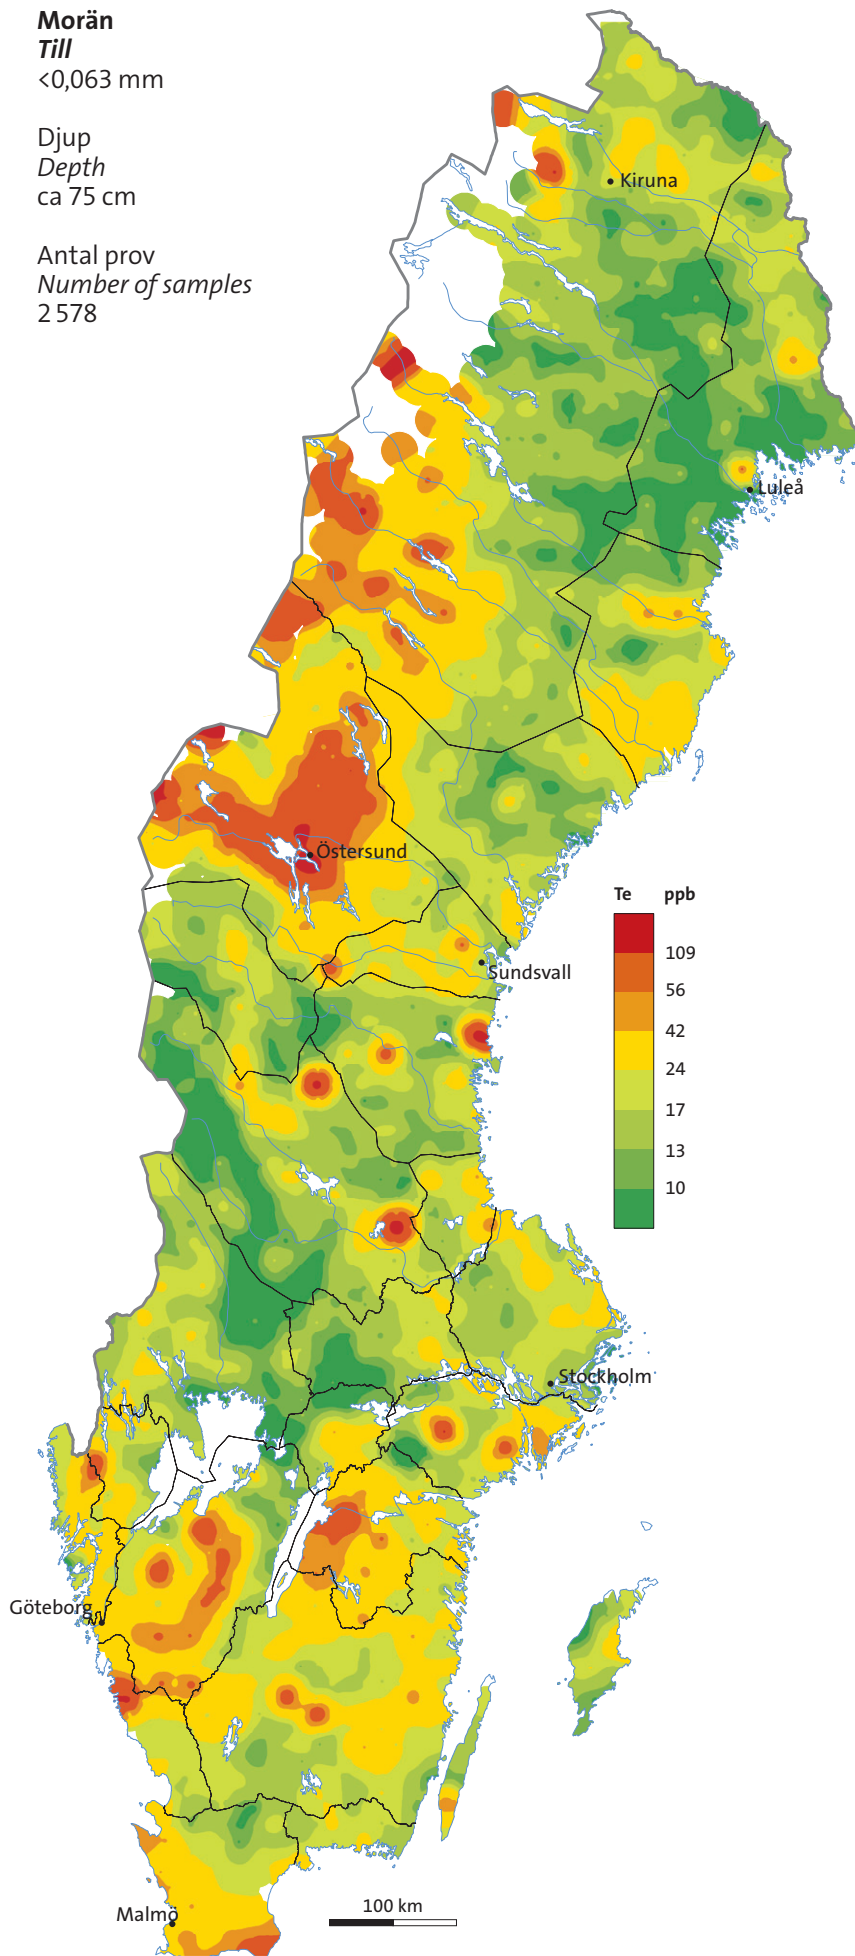 Morän
Till
<0,063 mm
Djup
Depth
ca 75 cm
Antal prov
Number of samples
2 578
Kiruna
Luleå
Östersund
Te ppb
109
56
42
24
17
13
10
Sundsvall
Stockholm
Göteborg
Malmö
100 km